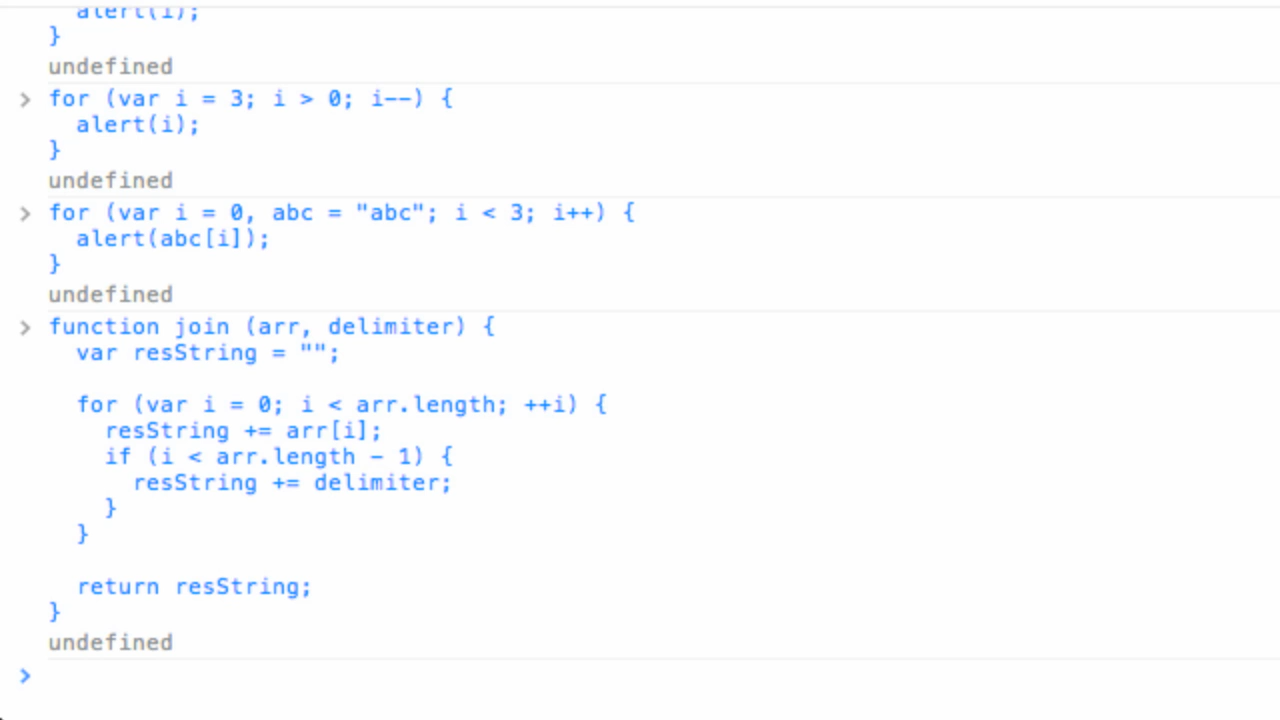 alert(i);
}
undefined
> for (var i = 3; i > 0; i--) {
  alert(i);
}
undefined
> for (var i = 0, abc = "abc"; i < 3; i++) {
  alert(abc[i]);
}
undefined
> function join (arr, delimiter) {
  var resString = "";
  for (var i = 0; i < arr.length; ++i) {
    resString += arr[i];
    if (i < arr.length - 1) {
      resString += delimiter;
    }
  }
  return resString;
}
undefined
>